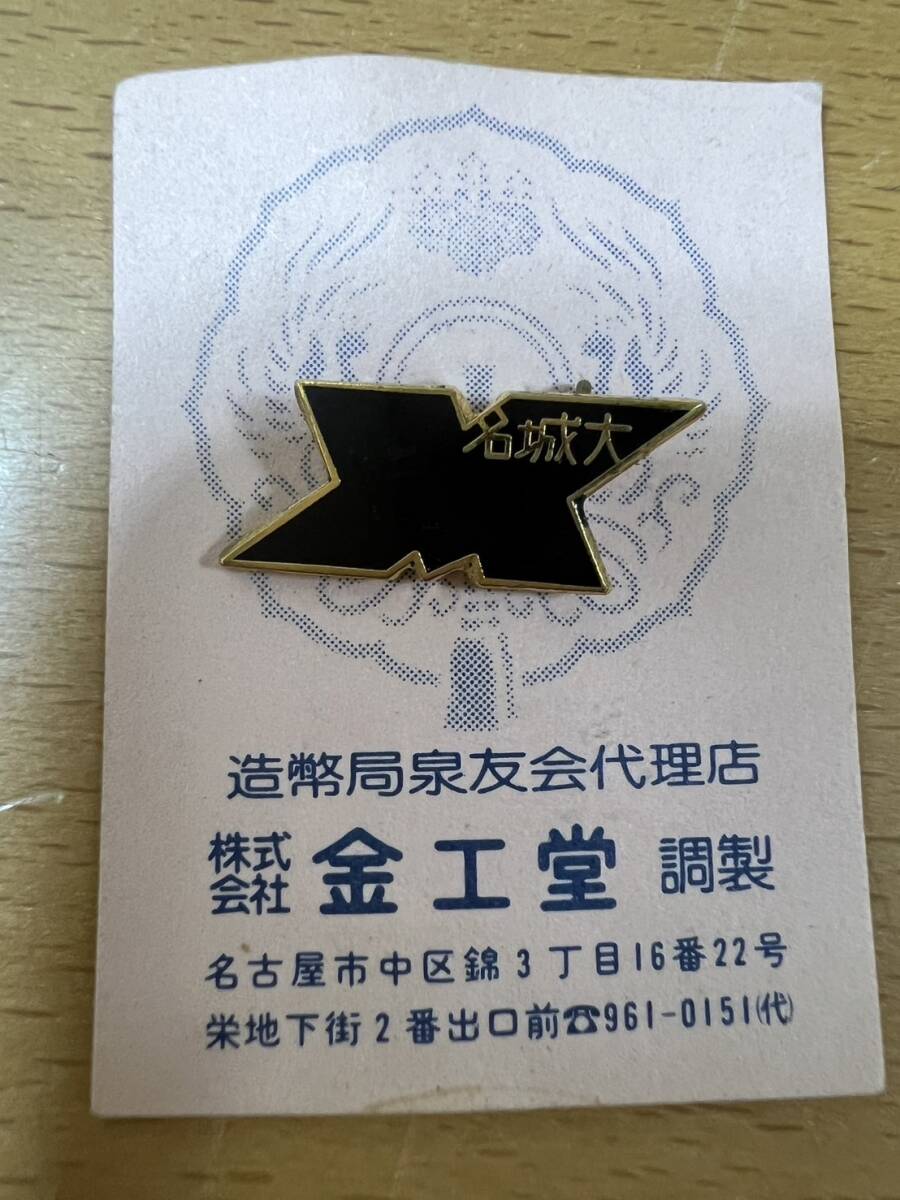 名城大
造幣局泉友会代理店
株式会社 金工堂 調製
名古屋市中区錦3丁目16番22号
栄地下街2番出口前☎961-0151(代)